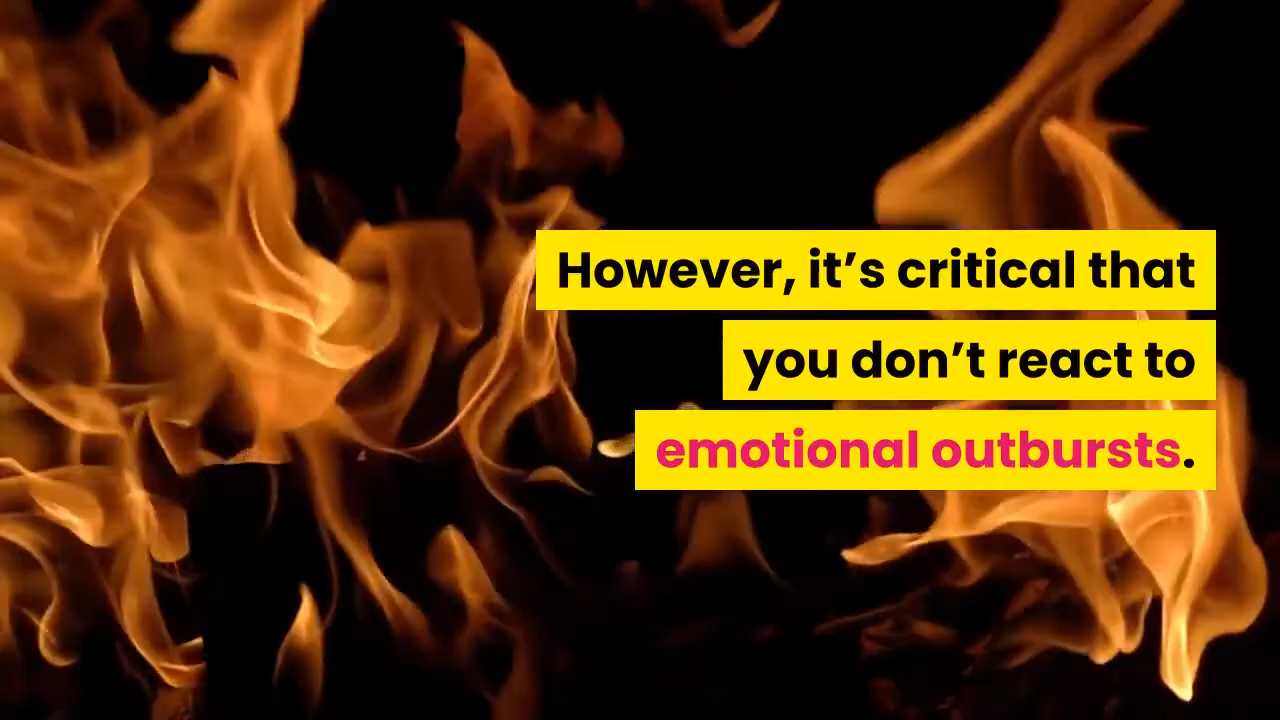 However, it’s critical that
you don’t react to
emotional outbursts.